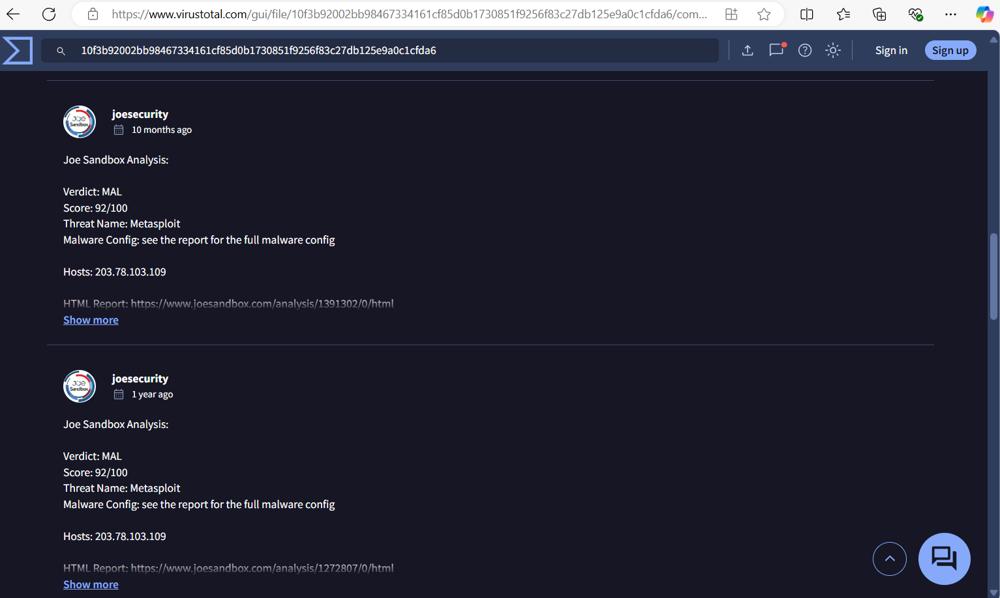 https://www.virustotal.com/gui/file/10f3b92002bb98467334161cf85d0b1730851f9256f83c27db125e9a0c1cfda6/com...
10f3b92002bb98467334161cf85d0b1730851f9256f83c27db125e9a0c1cfda6
Sign in
Sign up
JOe Sandbox
joesecurity
10 months ago
Joe Sandbox Analysis:
Verdict: MAL
Score: 92/100
Threat Name: Metasploit
Malware Config: see the report for the full malware config
Hosts: 203.78.103.109
HTML Report: https://www.joesandbox.com/analysis/1391302/0/html
Show more
JOe Sandbox
joesecurity
1 year ago
Joe Sandbox Analysis:
Verdict: MAL
Score: 92/100
Threat Name: Metasploit
Malware Config: see the report for the full malware config
Hosts: 203.78.103.109
HTML Report: https://www.joesandbox.com/analysis/1272807/0/html
Show more